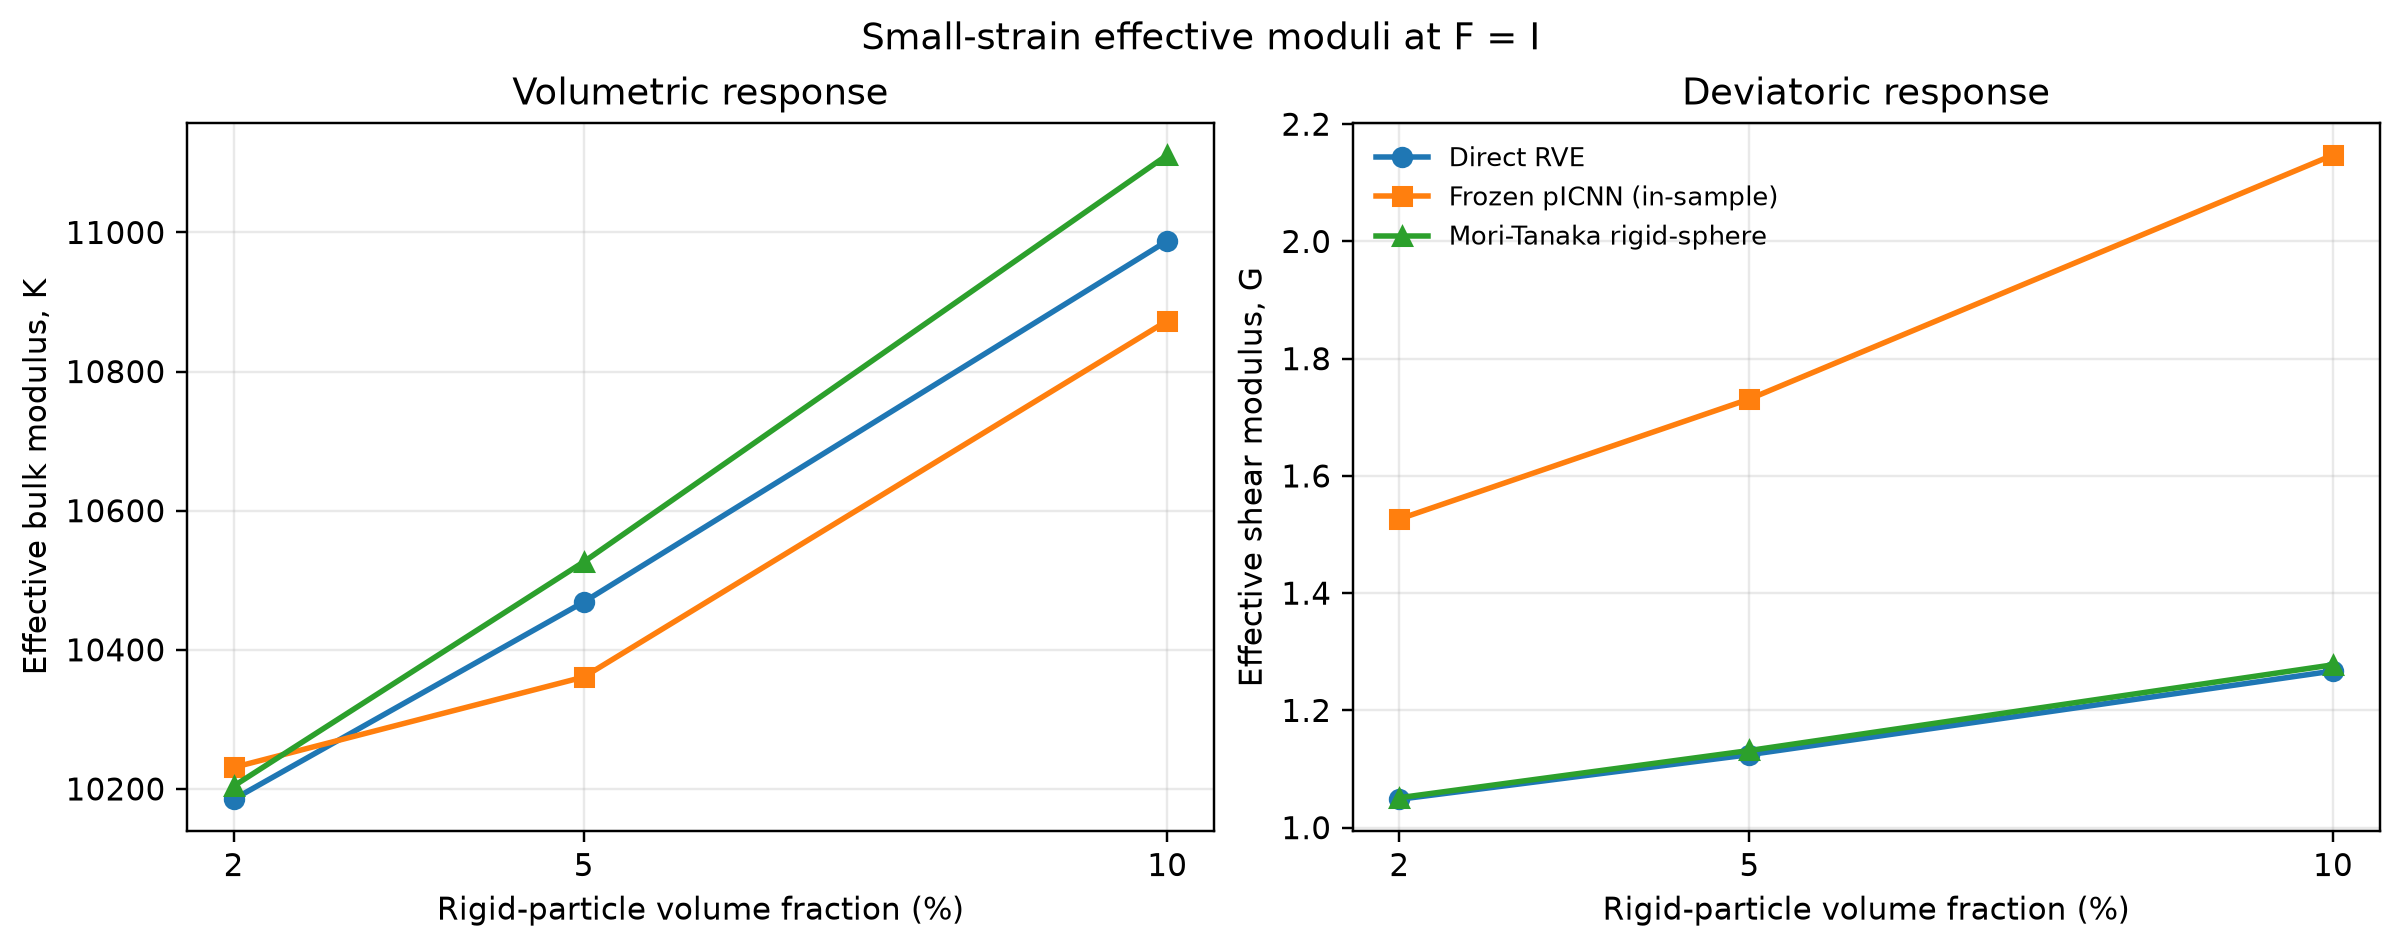 Small-strain effective moduli at F = I
Volumetric response
Effective bulk modulus, K
11000
10800
10600
10400
10200
2 5 10
Rigid-particle volume fraction (%)
Deviatoric response
Effective shear modulus, G
2.2
2.0
1.8
1.6
1.4
1.2
1.0
Direct RVE
Frozen pICNN (in-sample)
Mori-Tanaka rigid-sphere
2 5 10
Rigid-particle volume fraction (%)